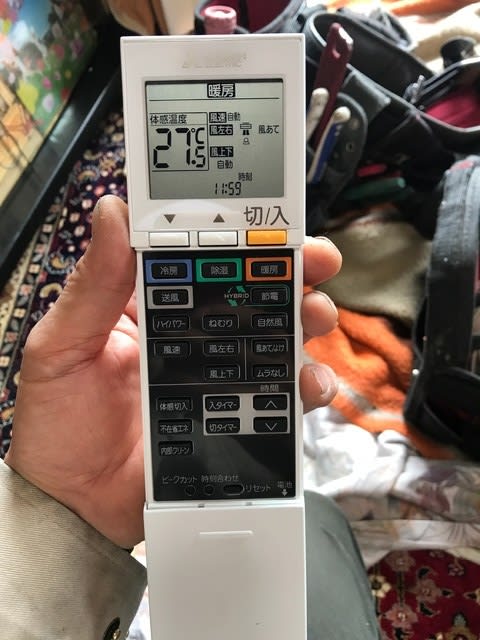 暖房
体感温度 風速 自動
27.5℃ 風左右 風あて
風上下
自動
時刻
11:59
▼ ▲ 切/入
冷房 除湿 暖房
送風 HYBRID 節電
ハイパワー ねむり 自然風
風速 風左右 風あてよけ
風上下 ムラなし
時間
体感切入 入タイマー ∧
不在省エネ 切タイマー ∨
内部クリーン
ピークカット 時刻合わせ リセット 電池